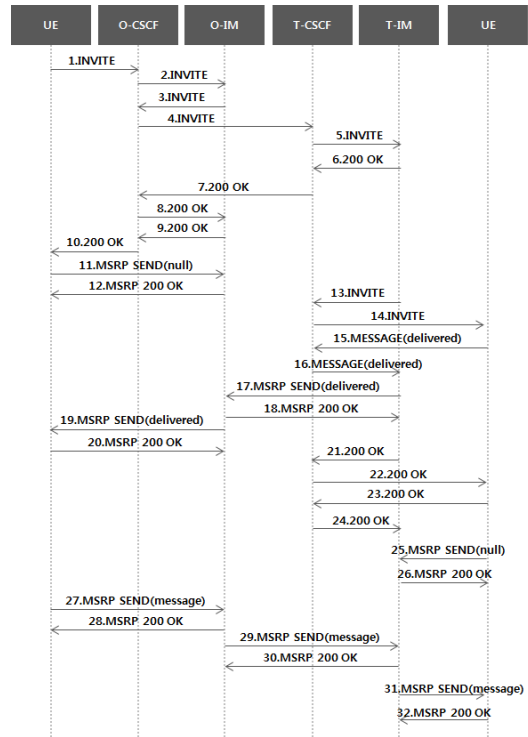 UE O-CSCF O-IM T-CSCF T-IM UE
1.INVITE
2.INVITE
3.INVITE
4.INVITE
5.INVITE
6.200 OK
7.200 OK
8.200 OK
9.200 OK
10.200 OK
11.MSRP SEND(null)
12.MSRP 200 OK
13.INVITE
14.INVITE
15.MESSAGE(delivered)
16.MESSAGE(delivered)
17.MSRP SEND(delivered)
18.MSRP 200 OK
19.MSRP SEND(delivered)
20.MSRP 200 OK
21.200 OK
22.200 OK
23.200 OK
24.200 OK
25.MSRP SEND(null)
26.MSRP 200 OK
27.MSRP SEND(message)
28.MSRP 200 OK
29.MSRP SEND(message)
30.MSRP 200 OK
31.MSRP SEND(message)
32.MSRP 200 OK